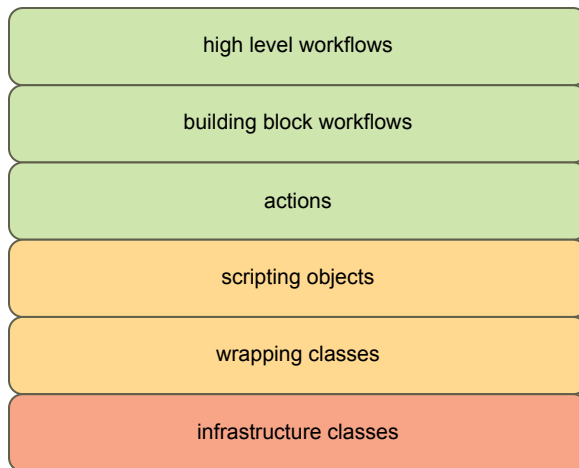 high level workflows
building block workflows
actions
scripting objects
wrapping classes
infrastructure classes